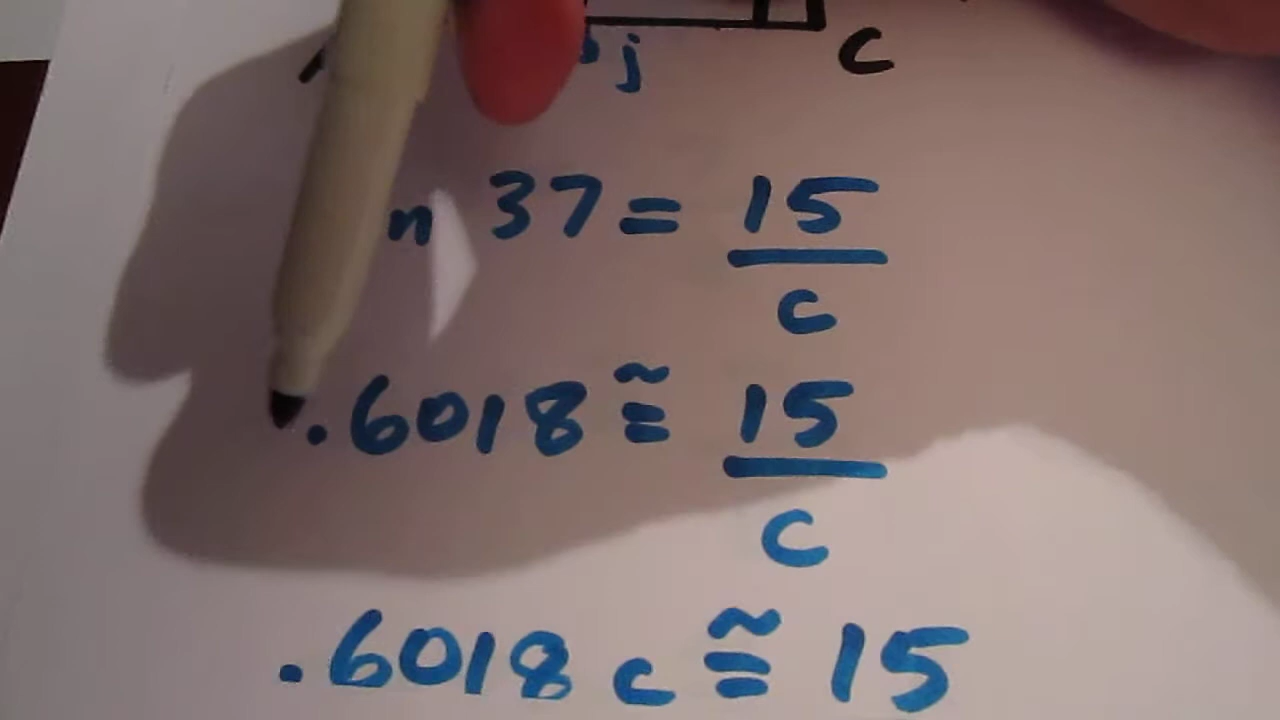 j C
n 37 = 15
c
.6018 ≅ 15
c
.6018 c ≅ 15